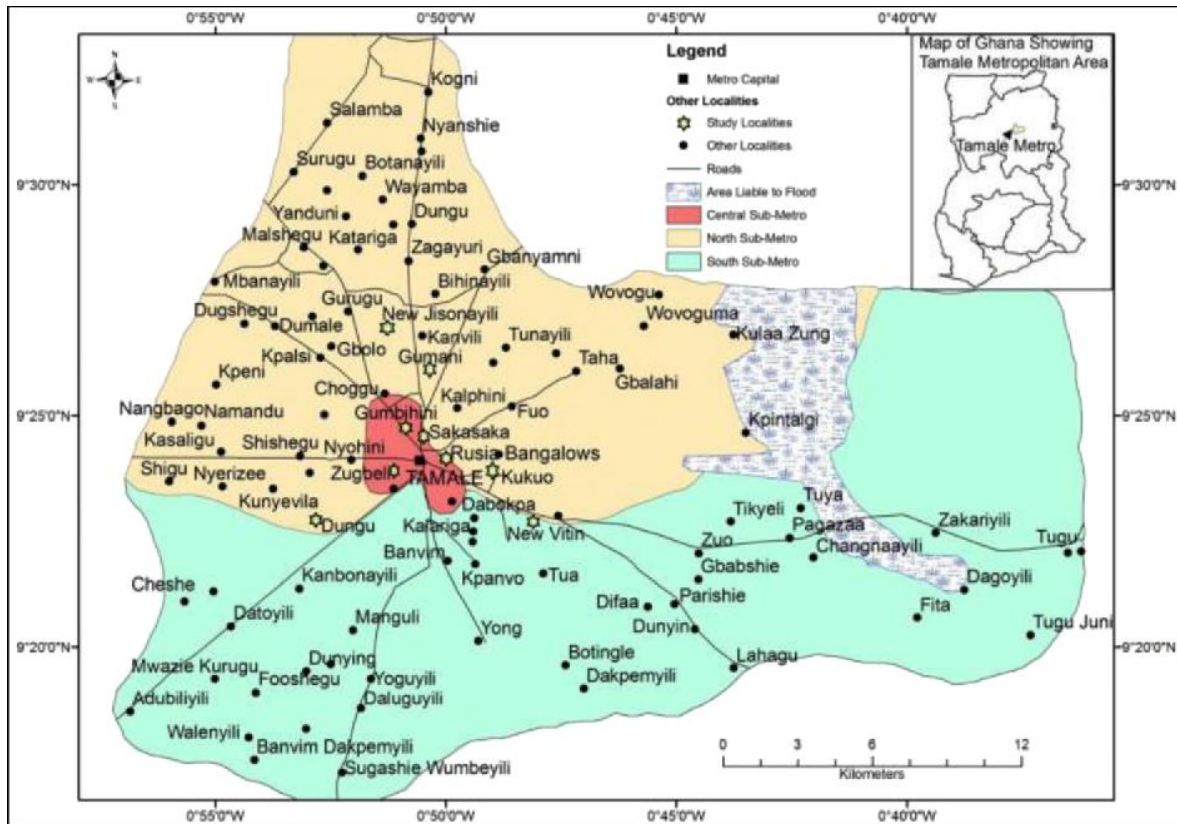 0°55'0"W
0°50'0"W
0°45'0"W
0°40'0"W
Legend
Metro Capital
Other Localities
Study Localities
Other Localities
Roads
Area Liable to Flood
Central Sub-Metro
North Sub-Metro
South Sub-Metro
Map of Ghana Showing
Tamale Metropolitan Area
Tamale Metro
N
W
E
S
9°30'0"N
9°30'0"N
9°25'0"N
9°25'0"N
9°20'0"N
9°20'0"N
Kogni
Salamba
Nyanshie
Surugu
Botanayili
Wayamba
Yanduni
Dungu
Malshegu
Katariga
Zagayuri
Gbanyamni
Mbanayili
Bihinayili
Wovogu
Gurugu
Dugshegu
New Jisonayili
Wovoguma
Dumale
Kanvili
Tunayili
Kulaa Zung
Kpalsi
Gbolo
Gumani
Taha
Kpeni
Choggu
Kalphini
Gbalahi
Nangbago
Namandu
Gumbihini
Fuo
Kpintalgi
Kasaligu
Shishegu
Nyohini
Sakasaka
Rusia Bangalows
Shigu
Nyerizee
Zugbeli
TAMALE
Kukuo
Kunyevila
Dungu
Dabokpa
Kalariga
New Vitin
Tikyeli
Tuya
Pagazaa
Zakariyili
Banvim
Zuo
Changnaayili
Tugu
Cheshe
Kanbonayili
Kpanvo
Tua
Gbabshie
Dagoyili
Datoyili
Manguli
Difaa
Parishie
Fita
Yong
Dunyin
Tugu Juni
Mwazie Kurugu
Dunying
Botingle
Lahagu
Fooshegu
Yoguyili
Dakpemyili
Adubiliyili
Daluguyili
Walenyili
Banvim Dakpemyili
Sugashie Wumbeyili
0 3 6 12
Kilometers
0°55'0"W
0°50'0"W
0°45'0"W
0°40'0"W